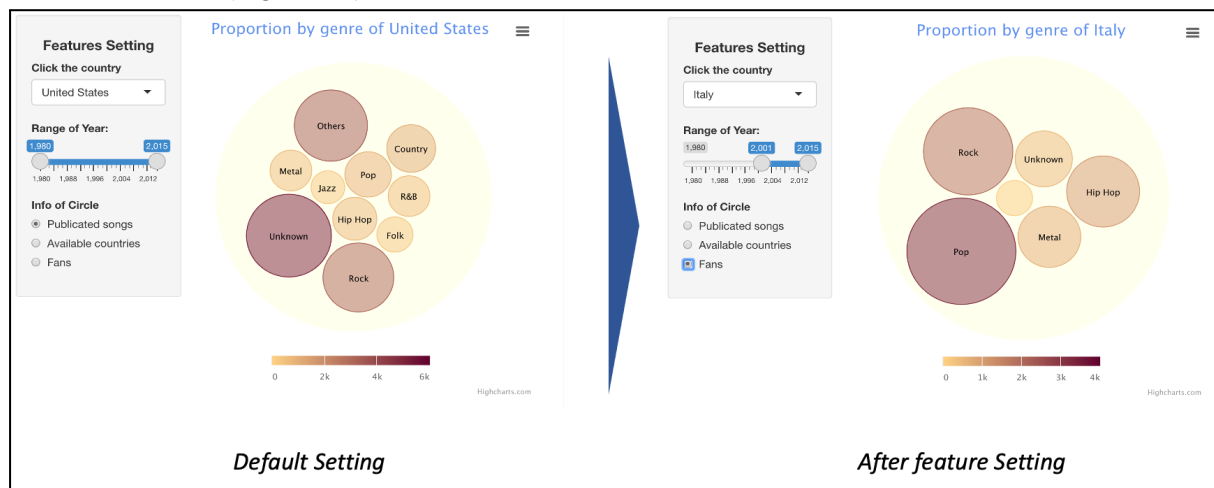 Features Setting
Click the country
United States
Range of Year:
1,980
2,015
1,980 1,988 1,996 2,004 2,012
Info of Circle
Publicated songs
Available countries
Fans
Proportion by genre of United States
Others
Country
Metal
Pop
Jazz
R&B
Hip Hop
Unknown
Folk
Rock
0 2k 4k 6k
Highcharts.com
Default Setting
Features Setting
Click the country
Italy
Range of Year:
1,980
2,001
2,015
1,980 1,988 1,996 2,004 2,012
Info of Circle
Publicated songs
Available countries
Fans
Proportion by genre of Italy
Rock
Unknown
Hip Hop
Metal
Pop
0 1k 2k 3k 4k
Highcharts.com
After feature Setting